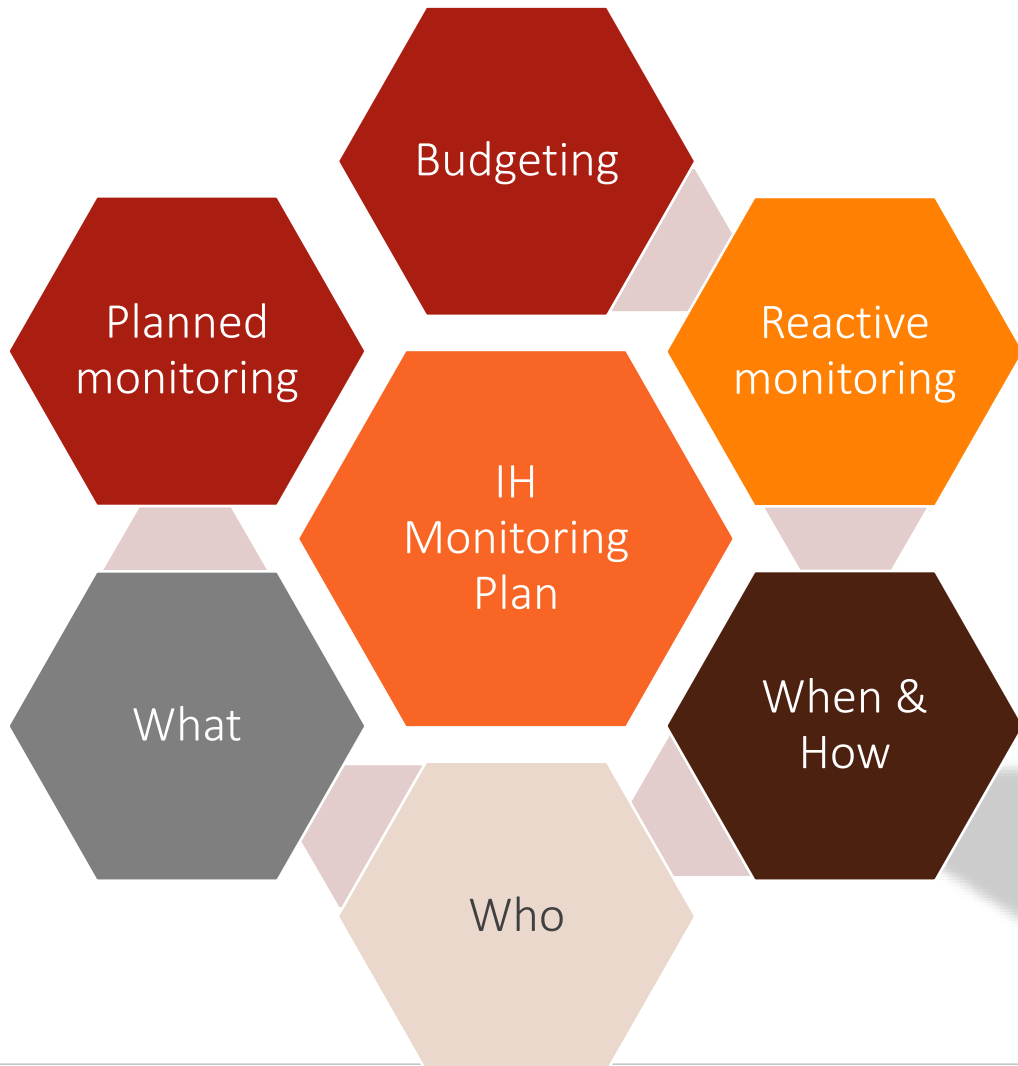 Budgeting
Planned
monitoring
Reactive
monitoring
IH
Monitoring
Plan
What
When &
How
Who